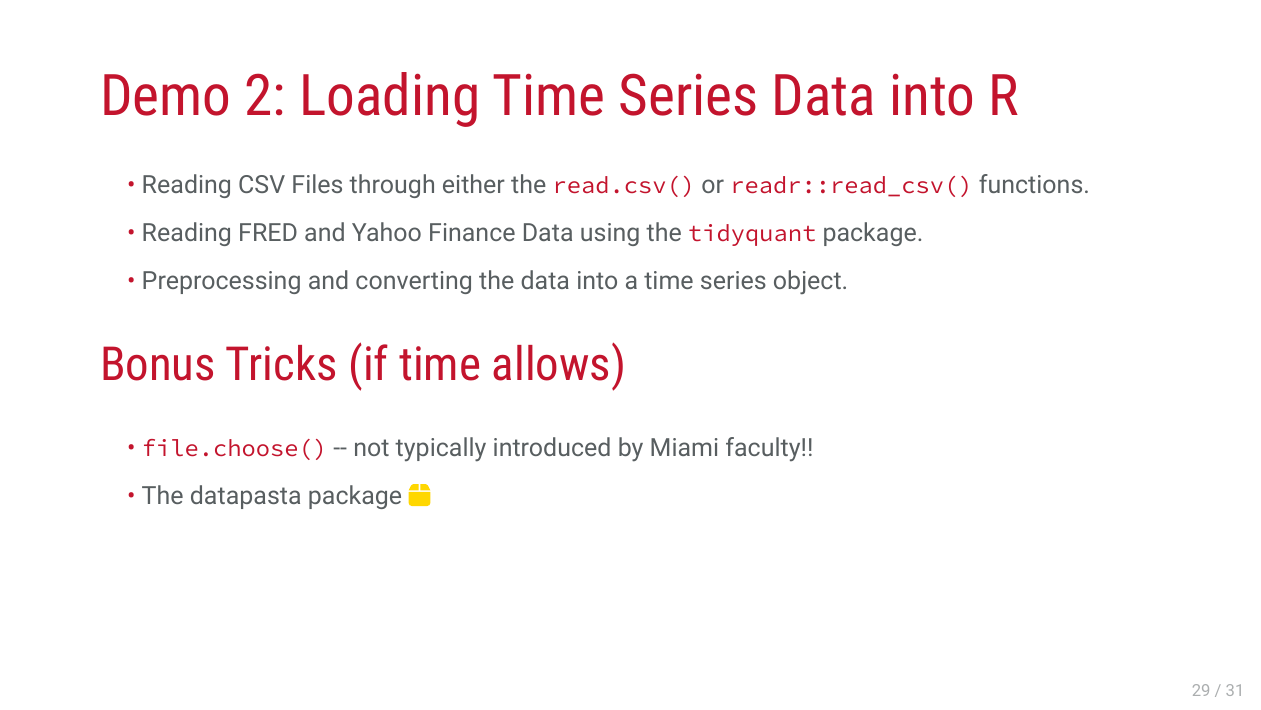 Demo 2: Loading Time Series Data into R
• Reading CSV Files through either the read.csv() or readr::read_csv() functions.
• Reading FRED and Yahoo Finance Data using the tidyquant package.
• Preprocessing and converting the data into a time series object.
Bonus Tricks (if time allows)
• file.choose() -- not typically introduced by Miami faculty!!
• The datapasta package
29 / 31